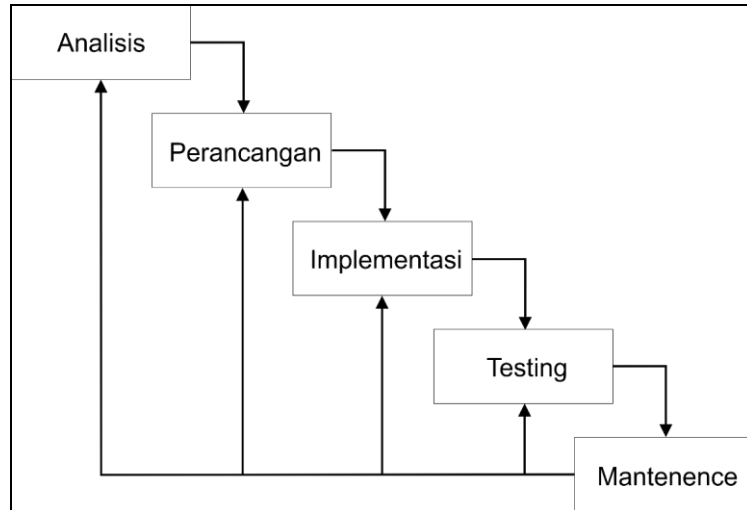 Analisis
Perancangan
Implementasi
Testing
Mantenence